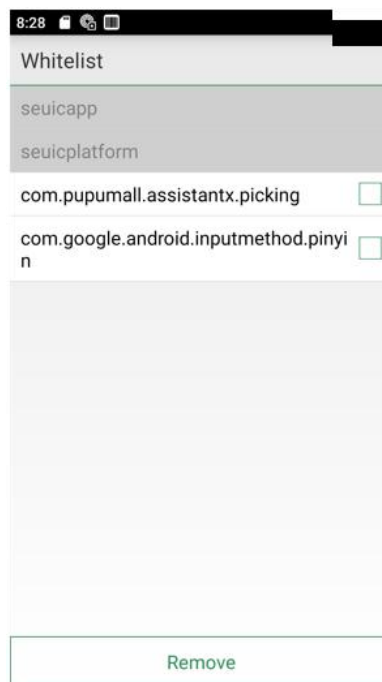 8:28
Whitelist
seuicapp
seuicplatform
com.pupumall.assistantx.picking
com.google.android.inputmethod.pinyi
n
Remove